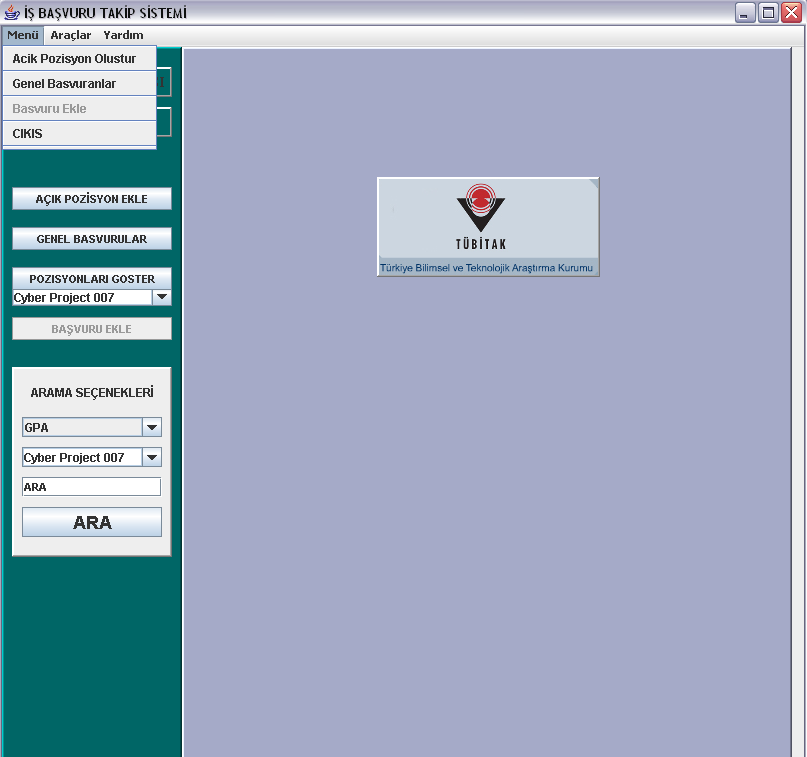 İŞ BAŞVURU TAKİP SİSTEMİ
Menü Araçlar Yardım
Acik Pozisyon Olustur
Genel Basvuranlar
Basvuru Ekle
CIKIS
AÇIK POZİSYON EKLE
GENEL BASVURULAR
POZISYONLARI GOSTER
Cyber Project 007
BAŞVURU EKLE
ARAMA SEÇENEKLERİ
GPA
Cyber Project 007
ARA
ARA
TÜBİTAK
Türkiye Bilimsel ve Teknolojik Araştırma Kurumu